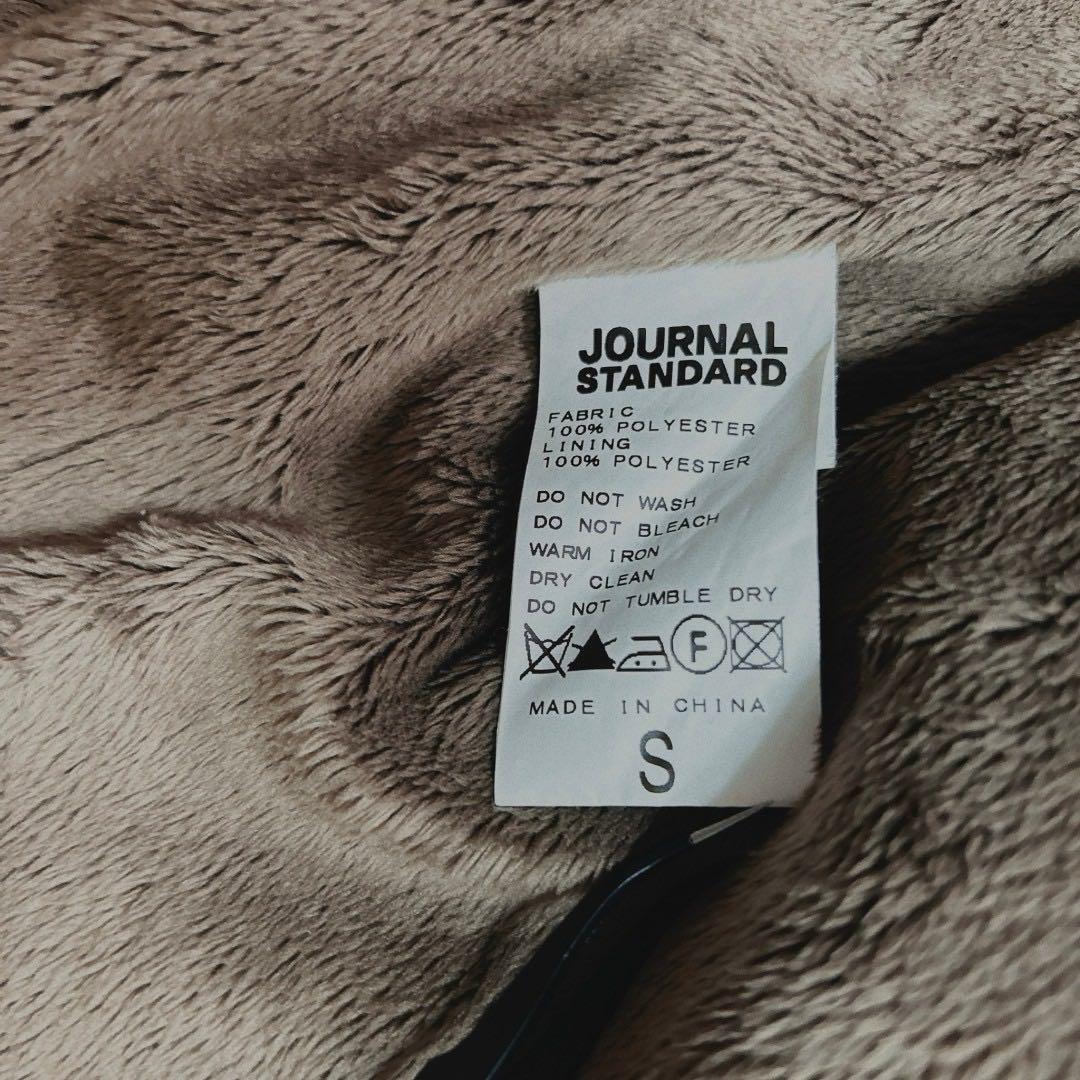 JOURNAL
STANDARD
FABRIC
100% POLYESTER
LINING
100% POLYESTER
DO NOT WASH
DO NOT BLEACH
WARM IRON
DRY CLEAN
DO NOT TUMBLE DRY
F
MADE IN CHINA
S